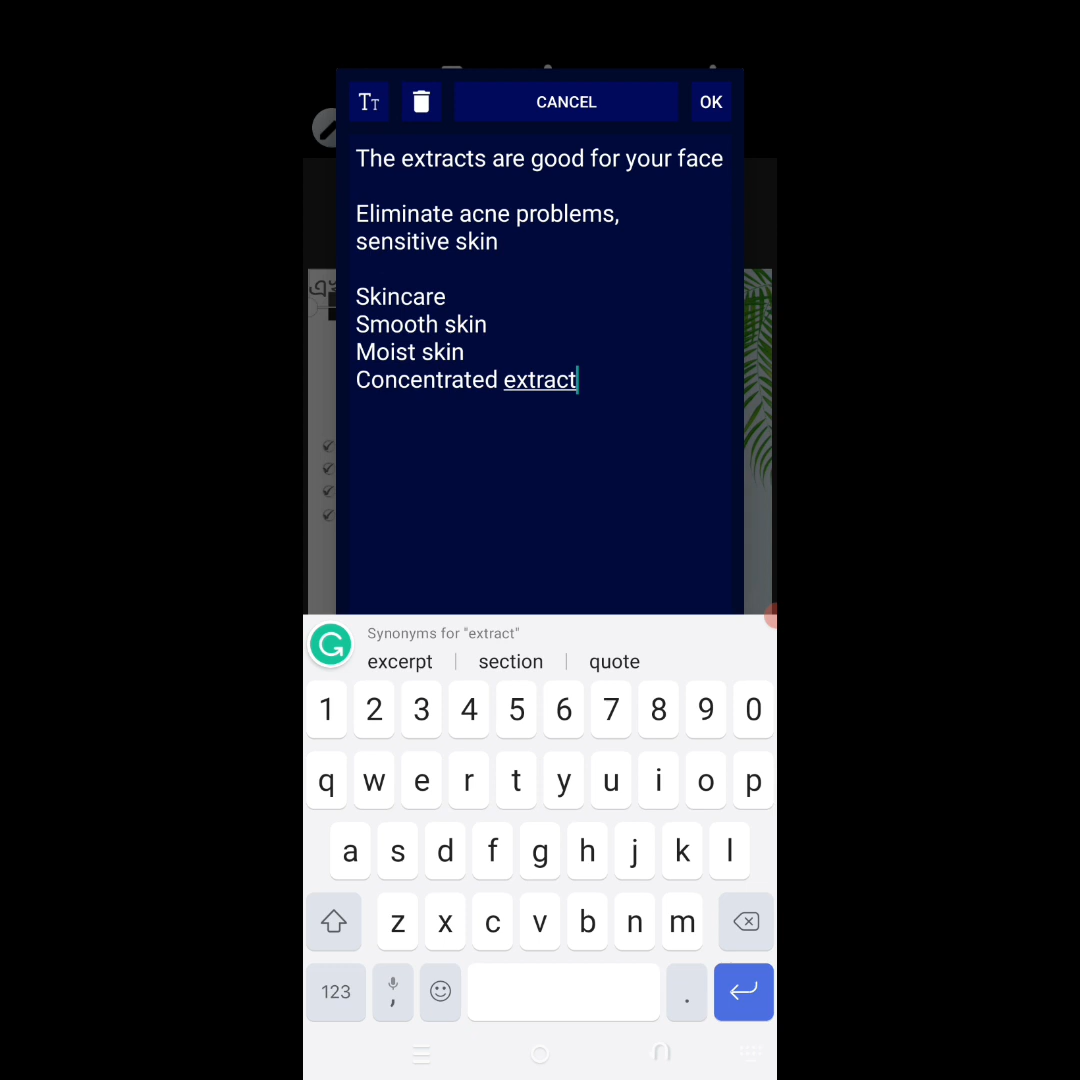 TT
CANCEL
OK
The extracts are good for your face
Eliminate acne problems,
sensitive skin
Skincare
Smooth skin
Moist skin
Concentrated extract
Synonyms for "extract"
excerpt section quote
1 2 3 4 5 6 7 8 9 0
q w e r t y u i o p
a s d f g h j k l
z x c v b n m
123 , .